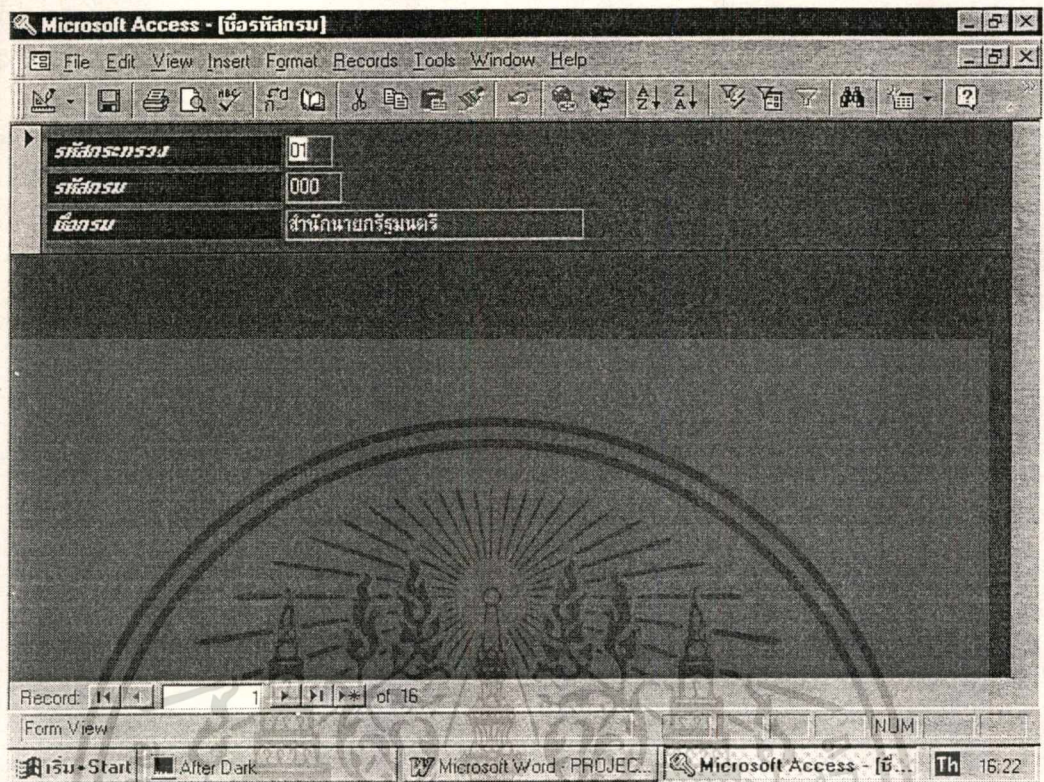 Microsoft Access - [ชื่อรหัสกรม]
File Edit View Insert Format Records Tools Window Help
รหัสกระทรวง 01
รหัสกรม 000
ชื่อกรม สำนักนายกรัฐมนตรี
Record: 1 of 16
Form View NUM
เริ่ม-Start After Dark Microsoft Word - PROJEC... Microsoft Access - [ชื่... Th 16:22